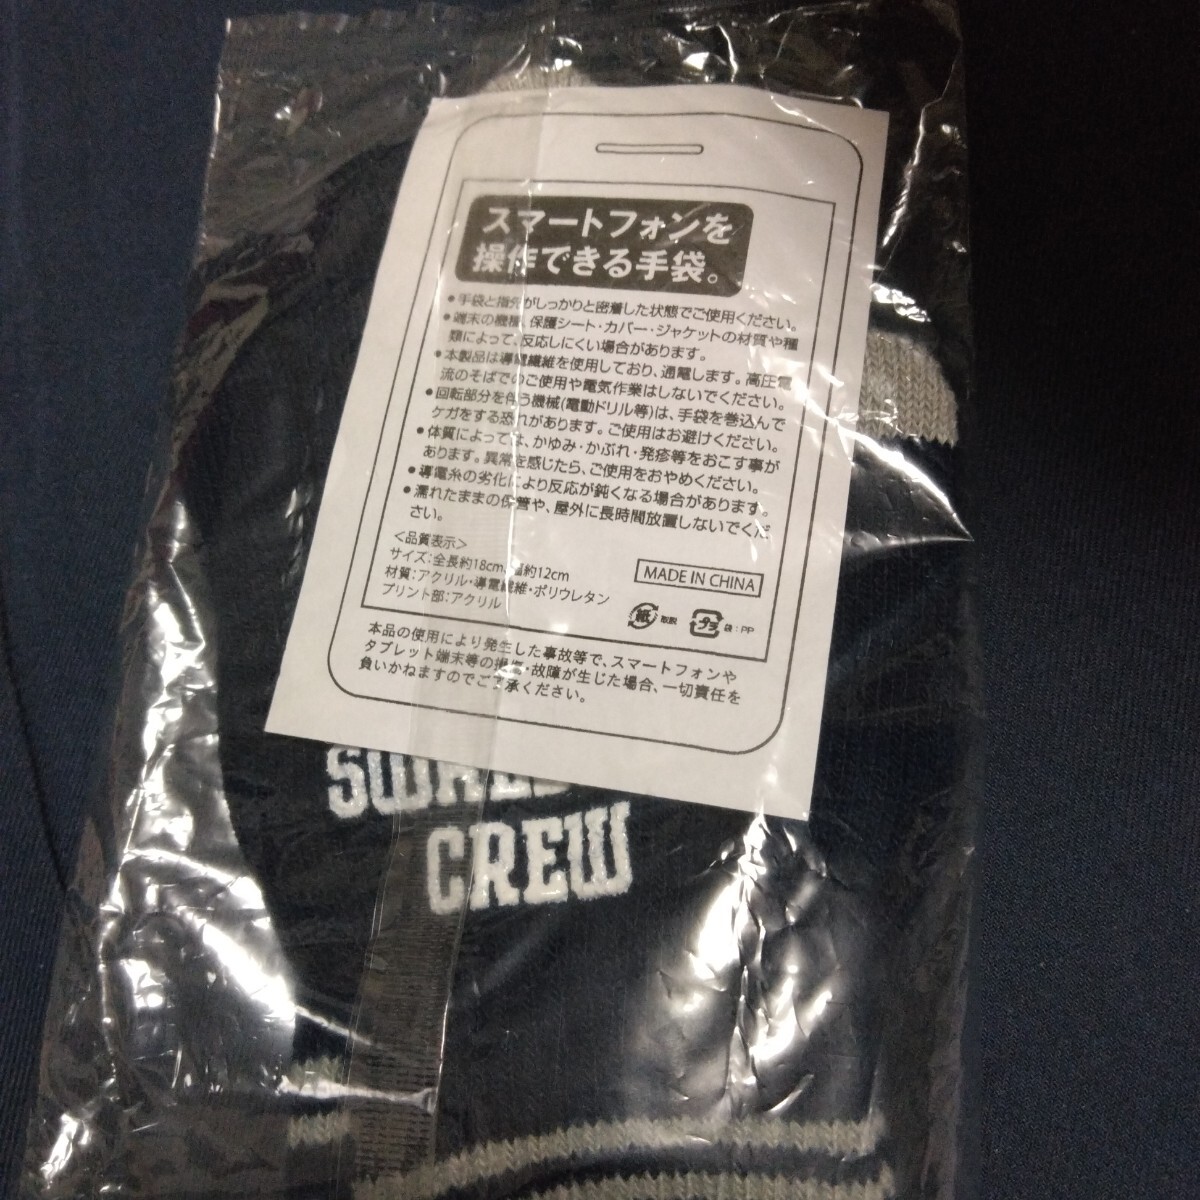 スマートフォンを
操作できる手袋。
●手袋と指先がしっかりと密着した状態でご使用ください。
●端末の機種、保護シート・カバー・ジャケットの材質や種
類によって、反応しにくい場合があります。
●本製品は導電繊維を使用しており、通電します。高圧電
流のそばでのご使用や電気作業はしないでください。
●回転部分を伴う機械(電動ドリル等)は、手袋を巻込んで
ケガをする恐れがあります。ご使用はお避けください。
●体質によっては、かゆみ・かぶれ・発疹等をおこす事が
あります。異常を感じたら、ご使用をおやめください。
●導電糸の劣化により反応が鈍くなる場合があります。
●濡れたままの保管や、屋外に長時間放置しないでくだ
さい。
<品質表示>
サイズ:全長約18cm、幅約12cm
材質:アクリル・導電繊維・ポリウレタン
プリント部:アクリル
MADE IN CHINA
紙 プラ 袋:PP
本品の使用により発生した事故等で、スマートフォンや
タブレット端末等の損傷・故障が生じた場合、一切責任を
負いかねますのでご了承ください。
CREW